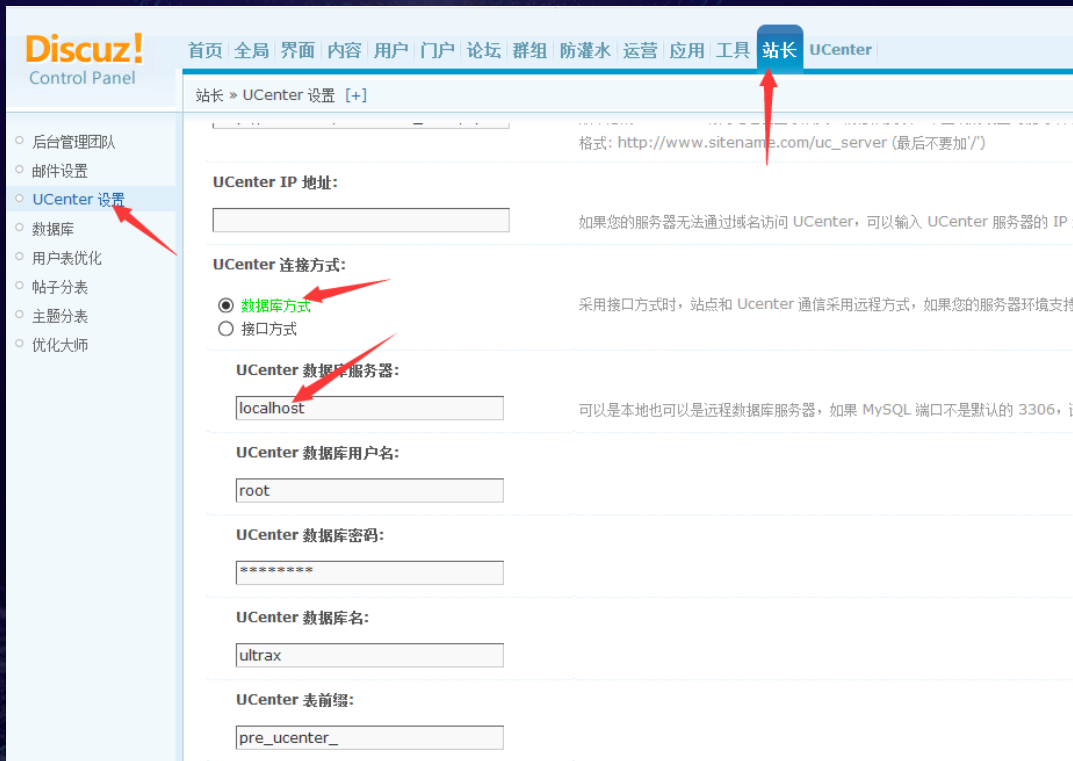 Discuz!
Control Panel
首页 全局 界面 内容 用户 门户 论坛 群组 防灌水 运营 应用 工具 站长 UCenter
站长 » UCenter 设置 [+]
后台管理团队
邮件设置
UCenter 设置
数据库
用户表优化
帖子分表
主题分表
优化大师
格式: http://www.sitename.com/uc_server (最后不要加'/')
UCenter IP 地址:
如果您的服务器无法通过域名访问 UCenter，可以输入 UCenter 服务器的 IP
UCenter 连接方式:
数据库方式
接口方式
采用接口方式时，站点和 Ucenter 通信采用远程方式，如果您的服务器环境支持
UCenter 数据库服务器:
localhost
可以是本地也可以是远程数据库服务器，如果 MySQL 端口不是默认的 3306，
UCenter 数据库用户名:
root
UCenter 数据库密码:
********
UCenter 数据库名:
ultrax
UCenter 表前缀:
pre_ucenter_